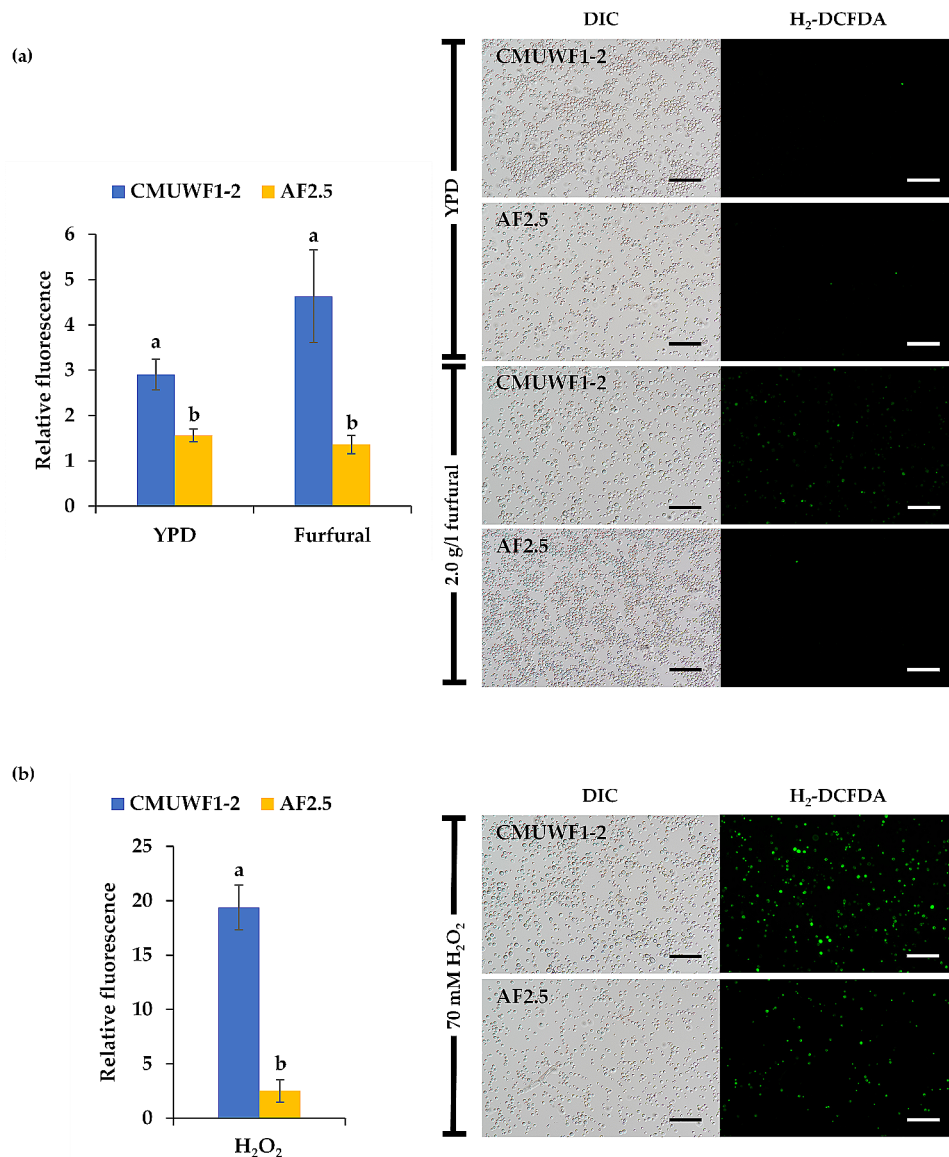 (a)
CMUWF1-2 AF2.5
Relative fluorescence
6
5
4
3
2
1
0
a
b
a
b
YPD Furfural
DIC H₂-DCFDA
YPD
CMUWF1-2
AF2.5
2.0 g/l furfural
CMUWF1-2
AF2.5
(b)
CMUWF1-2 AF2.5
Relative fluorescence
25
20
15
10
5
0
a
b
H₂O₂
DIC H₂-DCFDA
70 mM H₂O₂
CMUWF1-2
AF2.5